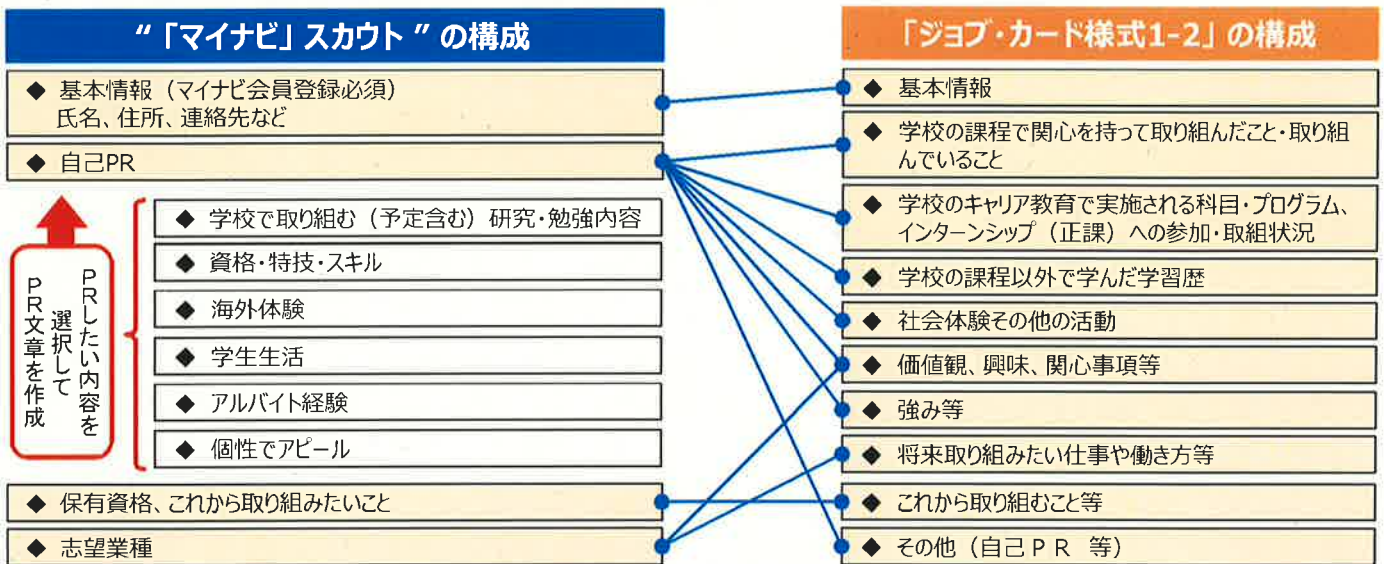 “「マイナビ」スカウト ” の構成
◆ 基本情報（マイナビ会員登録必須）
氏名、住所、連絡先など
◆ 自己PR
PRしたい内容を
選択して
PR文章を作成
◆ 学校で取り組む（予定含む）研究・勉強内容
◆ 資格・特技・スキル
◆ 海外体験
◆ 学生生活
◆ アルバイト経験
◆ 個性でアピール
◆ 保有資格、これから取り組みたいこと
◆ 志望業種
「ジョブ・カード様式1-2」の構成
◆ 基本情報
◆ 学校の課程で関心を持って取り組んだこと・取り組
んでいること
◆ 学校のキャリア教育で実施される科目・プログラム、
インターンシップ（正課）への参加・取組状況
◆ 学校の課程以外で学んだ学習歴
◆ 社会体験その他の活動
◆ 価値観、興味、関心事項等
◆ 強み等
◆ 将来取り組みたい仕事や働き方等
◆ これから取り組むこと等
◆ その他（自己ＰＲ 等）